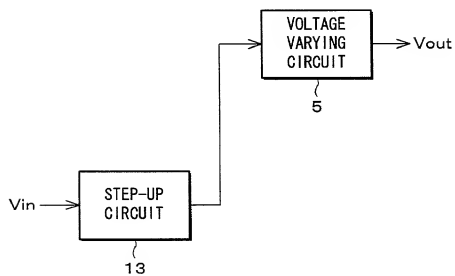 VOLTAGE
VARYING
CIRCUIT
Vout
5
Vin
STEP-UP
CIRCUIT
13